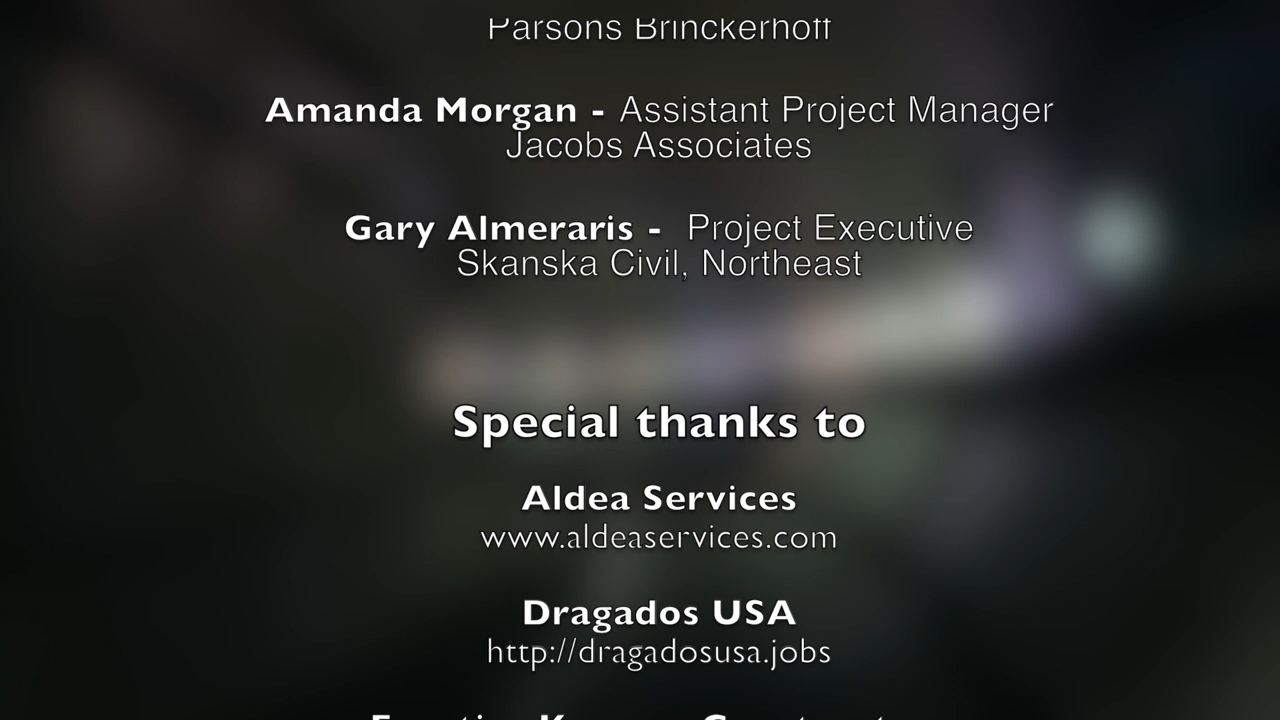 Parsons Brinckerhoff
Amanda Morgan - Assistant Project Manager
Jacobs Associates
Gary Almeraris - Project Executive
Skanska Civil, Northeast
Special thanks to
Aldea Services
www.aldeaservices.com
Dragados USA
http://dragadosusa.jobs